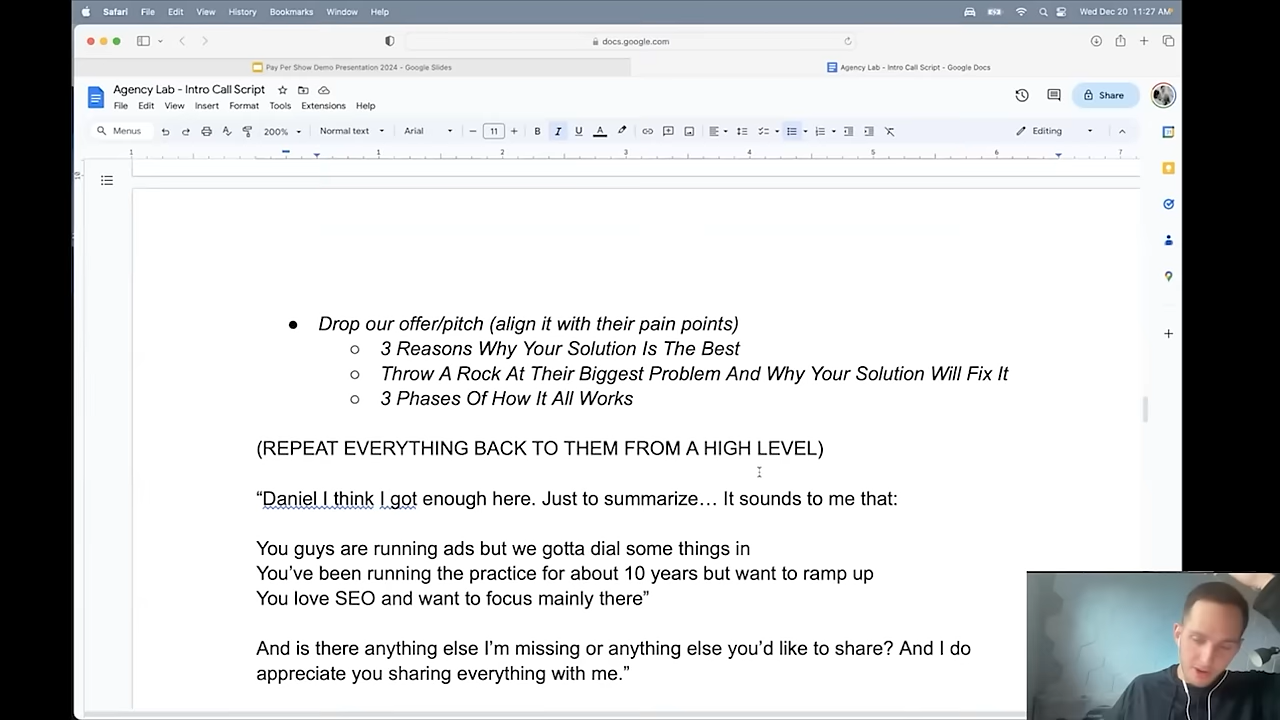 Safari File Edit View History Bookmarks Window Help Wed Dec 20 11:27 AM
docs.google.com
Pay Per Show Demo Presentation 2024 - Google Slides Agency Lab - Intro Call Script - Google Docs
Agency Lab - Intro Call Script
File Edit View Insert Format Tools Extensions Help
Share
Menus 200% Normal text Arial 11 B I U A Editing
1 1 2 3 4 5 6 7
● Drop our offer/pitch (align it with their pain points)
○ 3 Reasons Why Your Solution Is The Best
○ Throw A Rock At Their Biggest Problem And Why Your Solution Will Fix It
○ 3 Phases Of How It All Works
(REPEAT EVERYTHING BACK TO THEM FROM A HIGH LEVEL)
“Daniel I think I got enough here. Just to summarize… It sounds to me that:
You guys are running ads but we gotta dial some things in
You’ve been running the practice for about 10 years but want to ramp up
You love SEO and want to focus mainly there”
And is there anything else I’m missing or anything else you’d like to share? And I do
appreciate you sharing everything with me.”